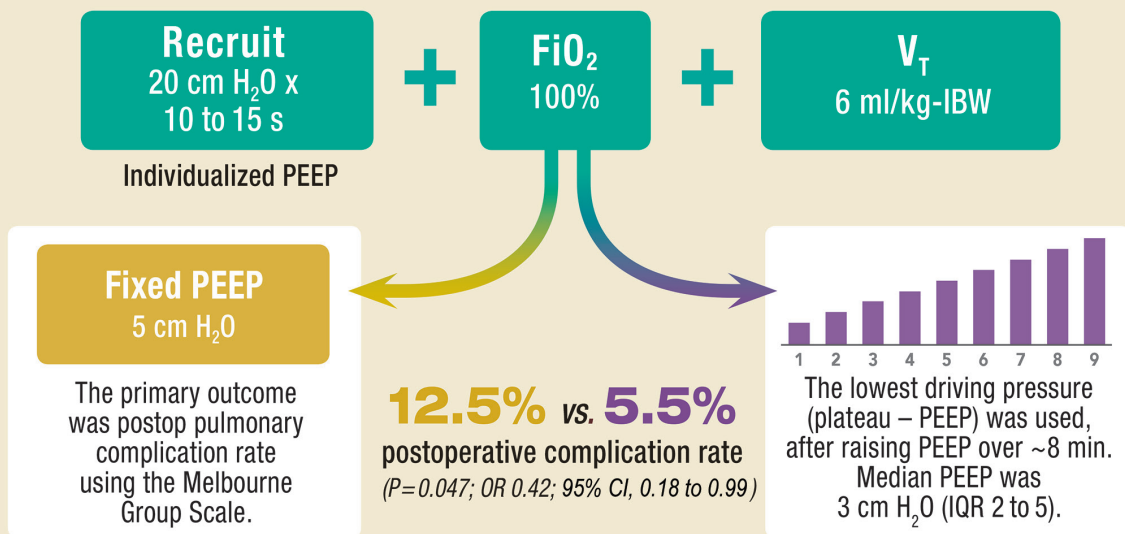 Recruit
20 cm H₂O x
10 to 15 s
+
FiO₂
100%
+
V_T
6 ml/kg-IBW
Individualized PEEP
Fixed PEEP
5 cm H₂O
The primary outcome
was postop pulmonary
complication rate
using the Melbourne
Group Scale.
12.5% vs. 5.5%
postoperative complication rate
(P=0.047; OR 0.42; 95% CI, 0.18 to 0.99)
1 2 3 4 5 6 7 8 9
The lowest driving pressure
(plateau – PEEP) was used,
after raising PEEP over ~8 min.
Median PEEP was
3 cm H₂O (IQR 2 to 5).